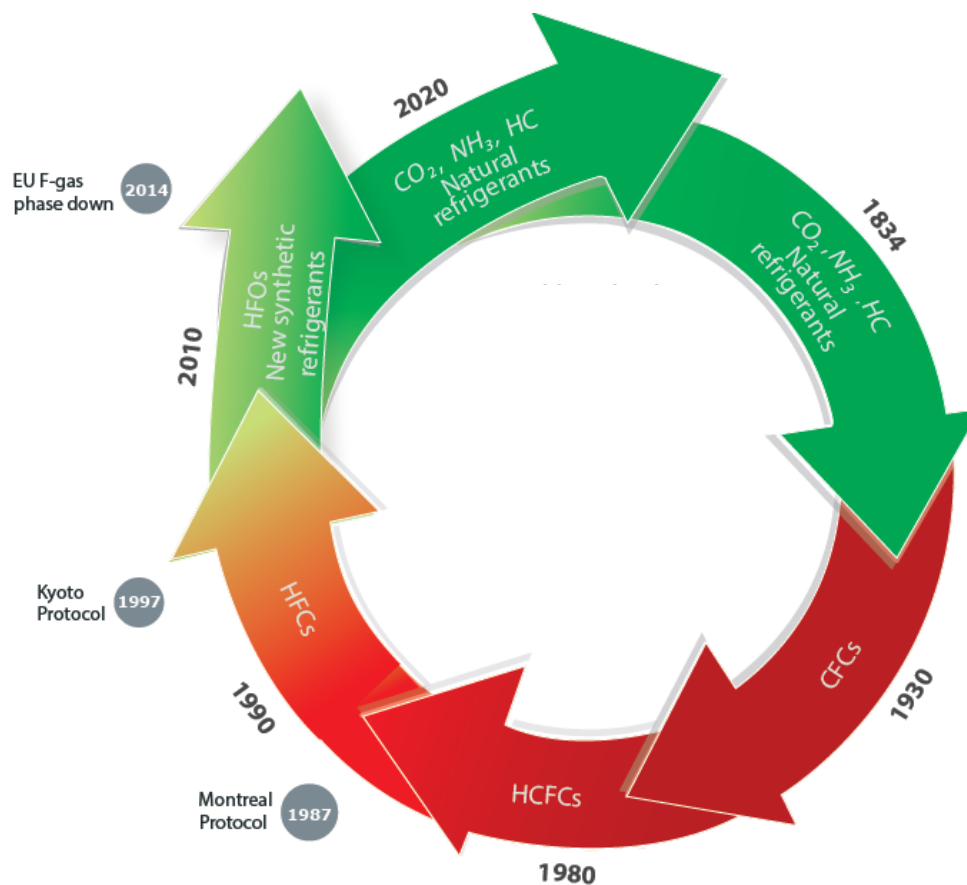 2020
CO₂, NH₃, HC
Natural
refrigerants
1834
CO₂, NH₃, HC
Natural
refrigerants
EU F-gas
phase down
2014
HFOs
New synthetic
refrigerants
2010
Kyoto
Protocol
1997
HFCs
1990
CFCs
1930
Montreal
Protocol
1987
HCFCs
1980